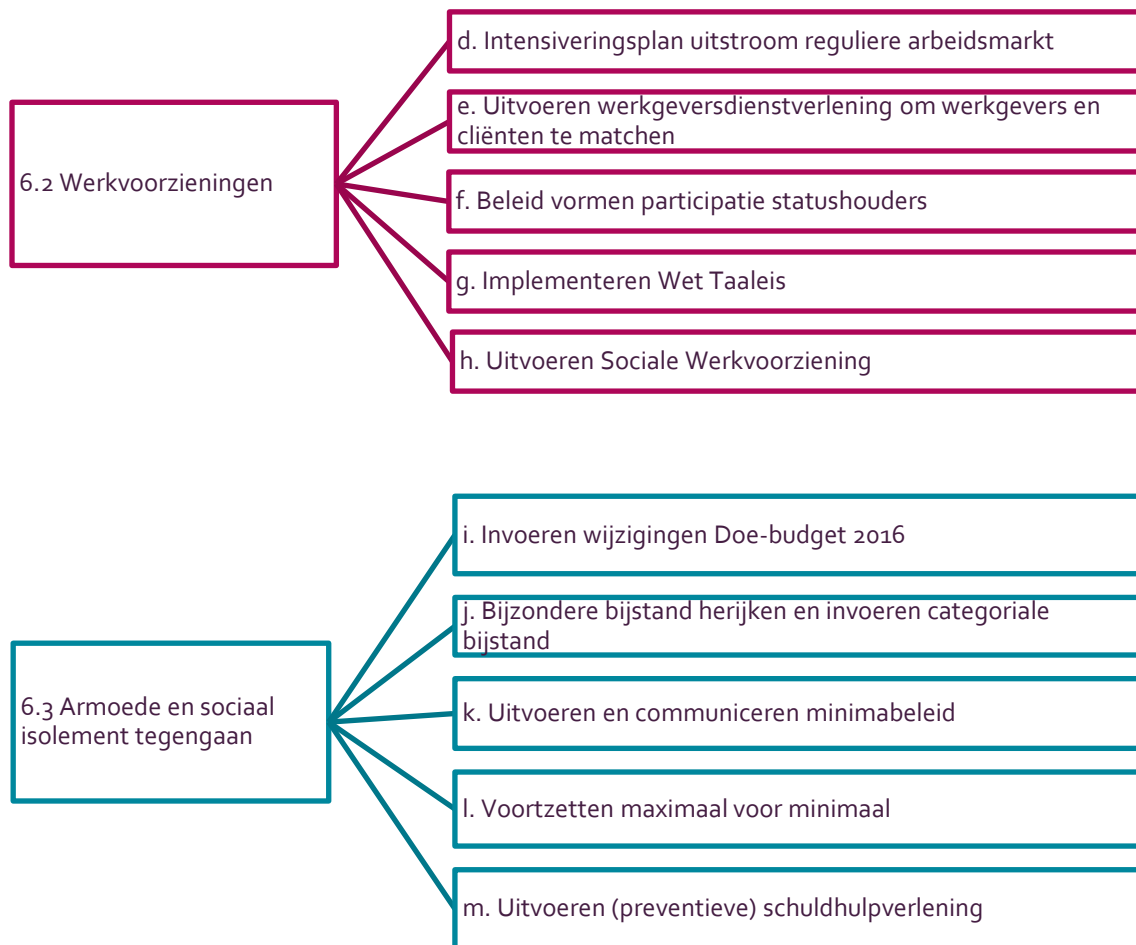 6.2 Werkvoorzieningen
d. Intensiveringsplan uitstroom reguliere arbeidsmarkt
e. Uitvoeren werkgeversdienstverlening om werkgevers en
cliënten te matchen
f. Beleid vormen participatie statushouders
g. Implementeren Wet Taaleis
h. Uitvoeren Sociale Werkvoorziening
6.3 Armoede en sociaal
isolement tegengaan
i. Invoeren wijzigingen Doe-budget 2016
j. Bijzondere bijstand herijken en invoeren categoriale
bijstand
k. Uitvoeren en communiceren minimabeleid
l. Voortzetten maximaal voor minimaal
m. Uitvoeren (preventieve) schuldhulpverlening